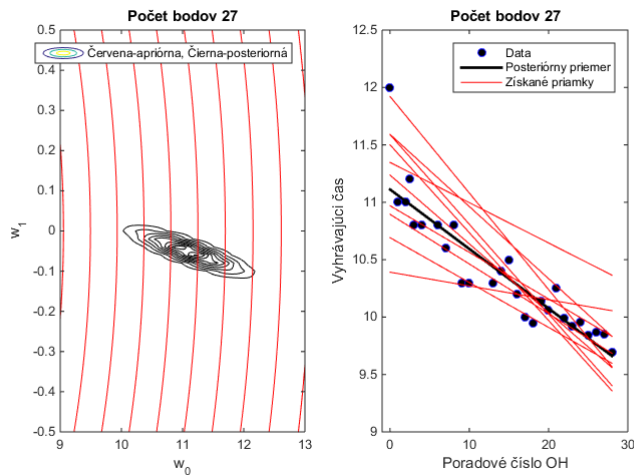 Počet bodov 27
Červena-apriórna, Čierna-posteriorná
w1
0.5
0.4
0.3
0.2
0.1
0
-0.1
-0.2
-0.3
-0.4
-0.5
9
10
11
12
13
w0
Počet bodov 27
Data
Posteriórny priemer
Získané priamky
Vyhrávajúci čas
12.5
12
11.5
11
10.5
10
9.5
9
0
10
20
30
Poradové číslo OH